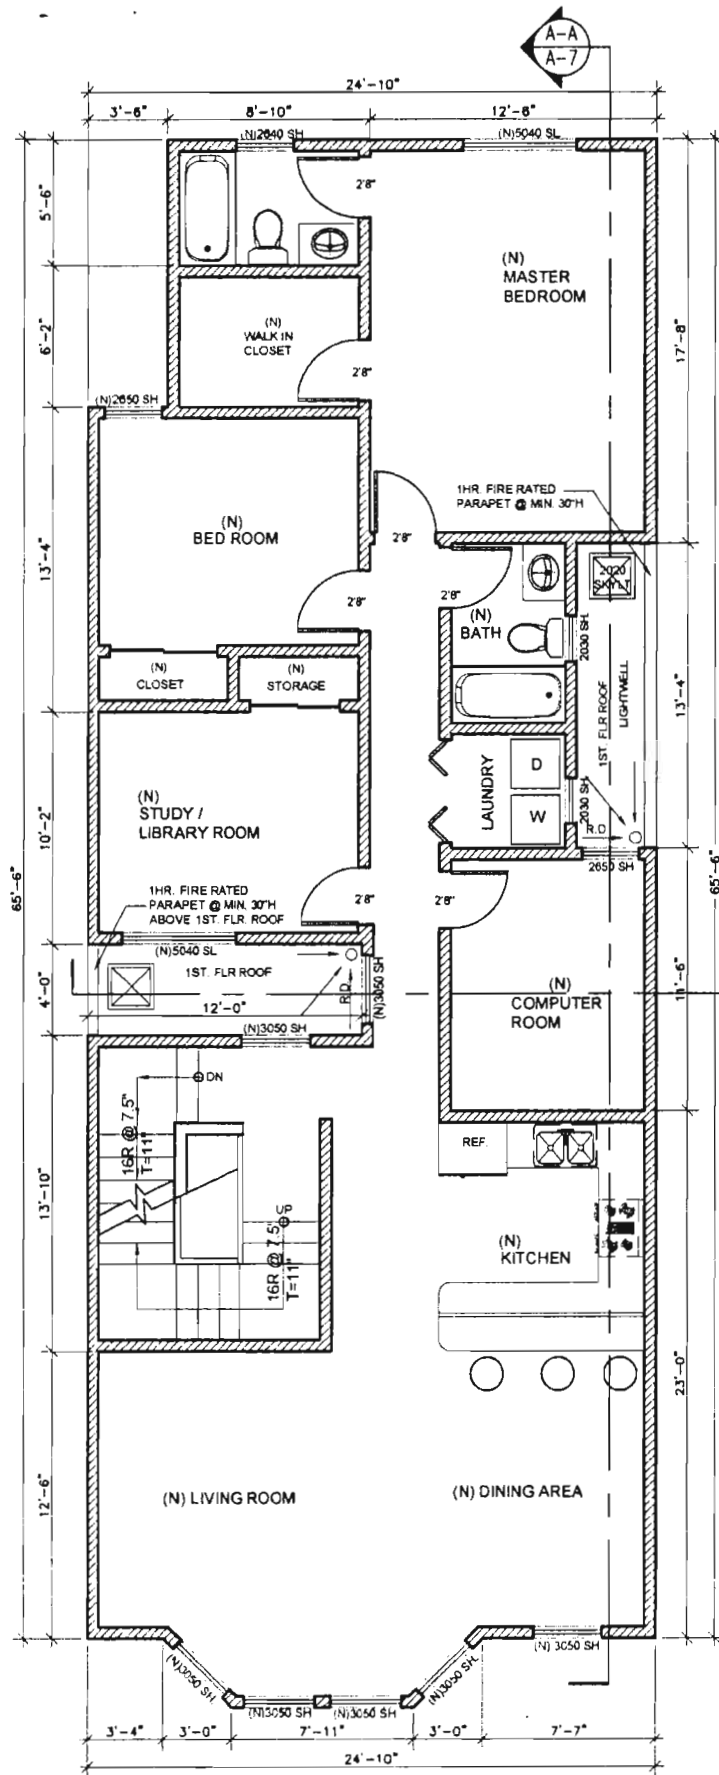 A-A
A-7
24'-10"
3'-6"
8'-10"
12'-6"
(N)2640 SH
(N)5040 SL
5'-6"
2'8"
(N)
MASTER
BEDROOM
6'-2"
(N)
WALK IN
CLOSET
2'8"
17'-8"
(N)2650 SH
1HR. FIRE RATED
PARAPET @ MIN. 30"H
(N)
BED ROOM
2'8"
13'-4"
2'8"
2'8"
2020
SKYLT
(N)
BATH
2030 SH.
(N)
CLOSET
(N)
STORAGE
1ST. FLR ROOF
LIGHTWELL
13'-4"
LAUNDRY
D
W
2030 SH.
R.D
2650 SH
(N)
STUDY /
LIBRARY ROOM
10'-2"
65'-6"
65'-6"
1HR. FIRE RATED
PARAPET @ MIN. 30"H
ABOVE 1ST. FLR. ROOF
2'8"
2'8"
(N)5040 SL
1ST. FLR ROOF
4'-0"
12'-0"
R.D
(N)3050 SH
(N)3050 SH
(N)
COMPUTER
ROOM
11'-6"
DN
16R @ 7.5"
T=11"
REF.
13'-10"
UP
16R @ 7.5'
T=11"
(N)
KITCHEN
23'-0"
12'-6"
(N) LIVING ROOM
(N) DINING AREA
(N)3050 SH.
(N)3050 SH
(N)3050 SH
(N)3050 SH.
(N) 3050 SH
3'-4"
3'-0"
7'-11"
3'-0"
7'-7"
24'-10"